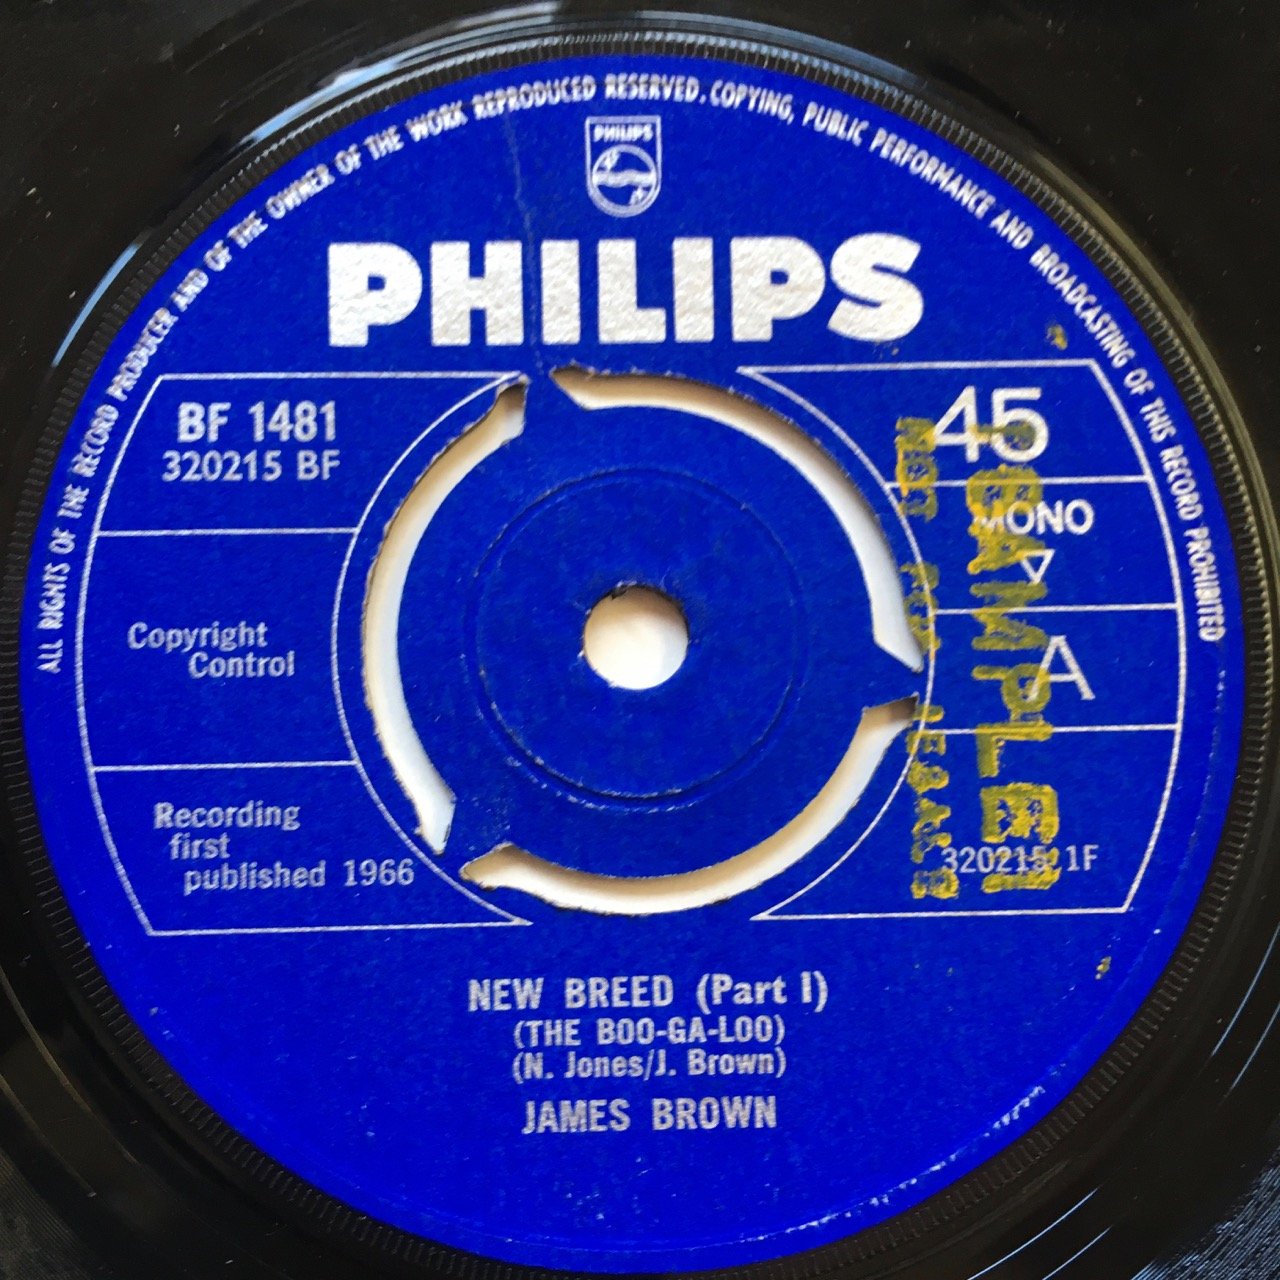 ALL RIGHTS OF THE RECORD PRODUCER AND OF THE OWNER OF THE WORK REPRODUCED RESERVED. COPYING, PUBLIC PERFORMANCE AND BROADCASTING OF THIS RECORD PROHIBITED
PHILIPS
PHILIPS
BF 1481
320215 BF
45
MONO
A
Copyright
Control
Recording
first
published 1966
320215 1F
SAMPLE
NOT FOR RESALE
NEW BREED (Part I)
(THE BOO-GA-LOO)
(N. Jones/J. Brown)
JAMES BROWN